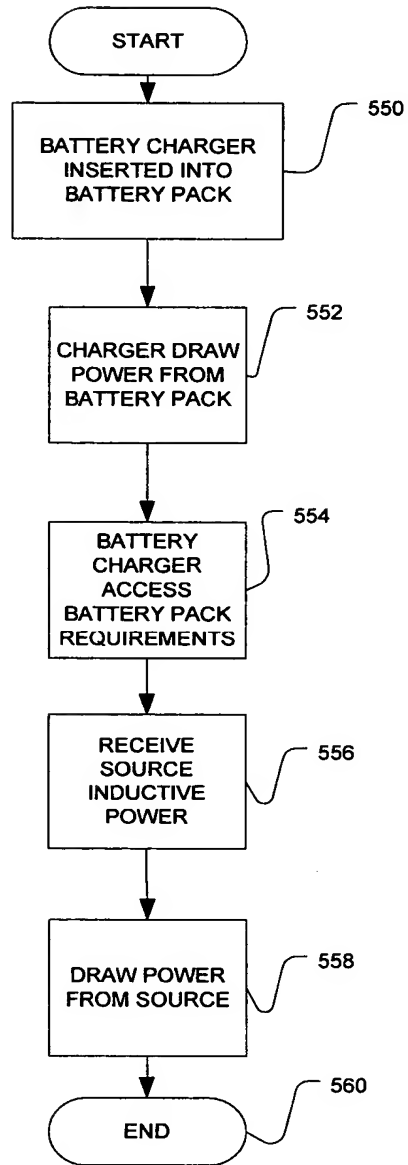 START
550
BATTERY CHARGER
INSERTED INTO
BATTERY PACK
552
CHARGER DRAW
POWER FROM
BATTERY PACK
554
BATTERY
CHARGER
ACCESS
BATTERY PACK
REQUIREMENTS
556
RECEIVE
SOURCE
INDUCTIVE
POWER
558
DRAW POWER
FROM SOURCE
560
END